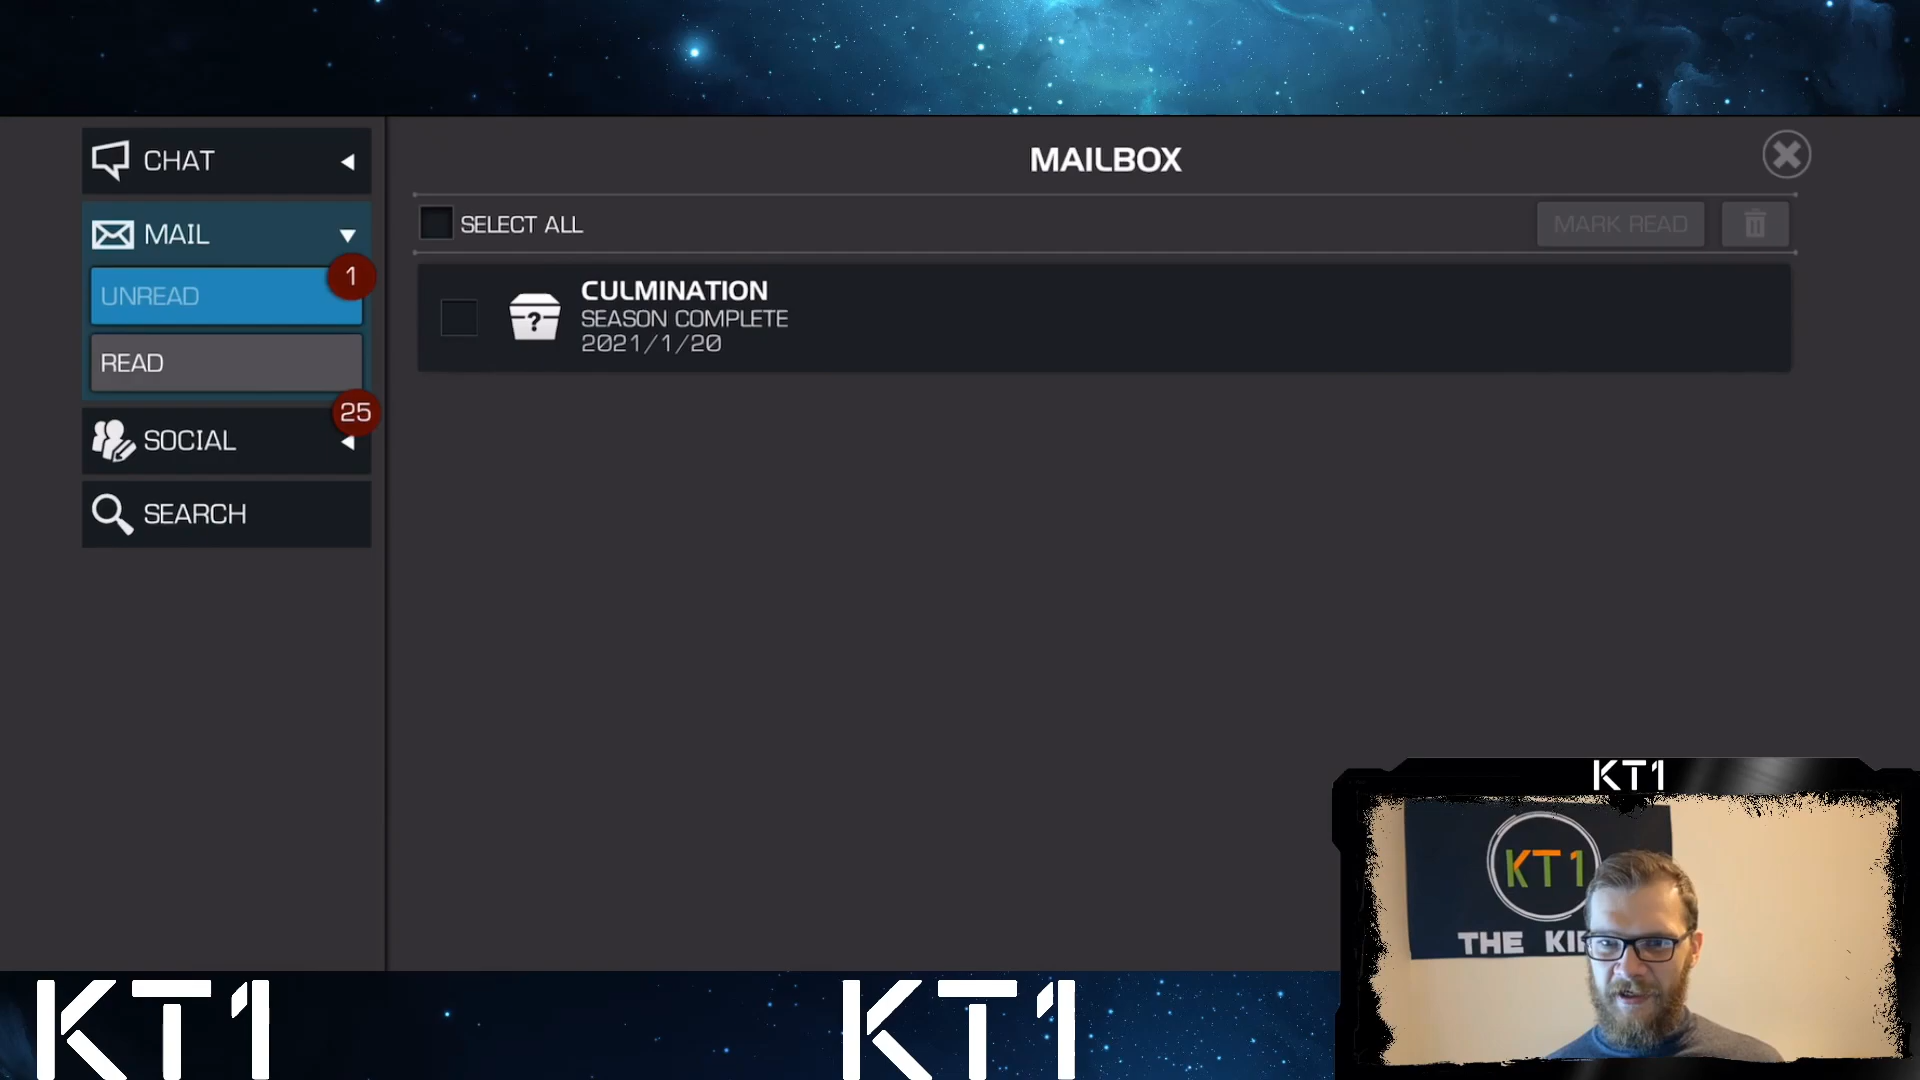 CHAT
MAIL
1
UNREAD
READ
25
SOCIAL
SEARCH
MAILBOX
SELECT ALL
MARK READ
CULMINATION
SEASON COMPLETE
2021/1/20
?
KT1
KT1
THE
KT1
KT1